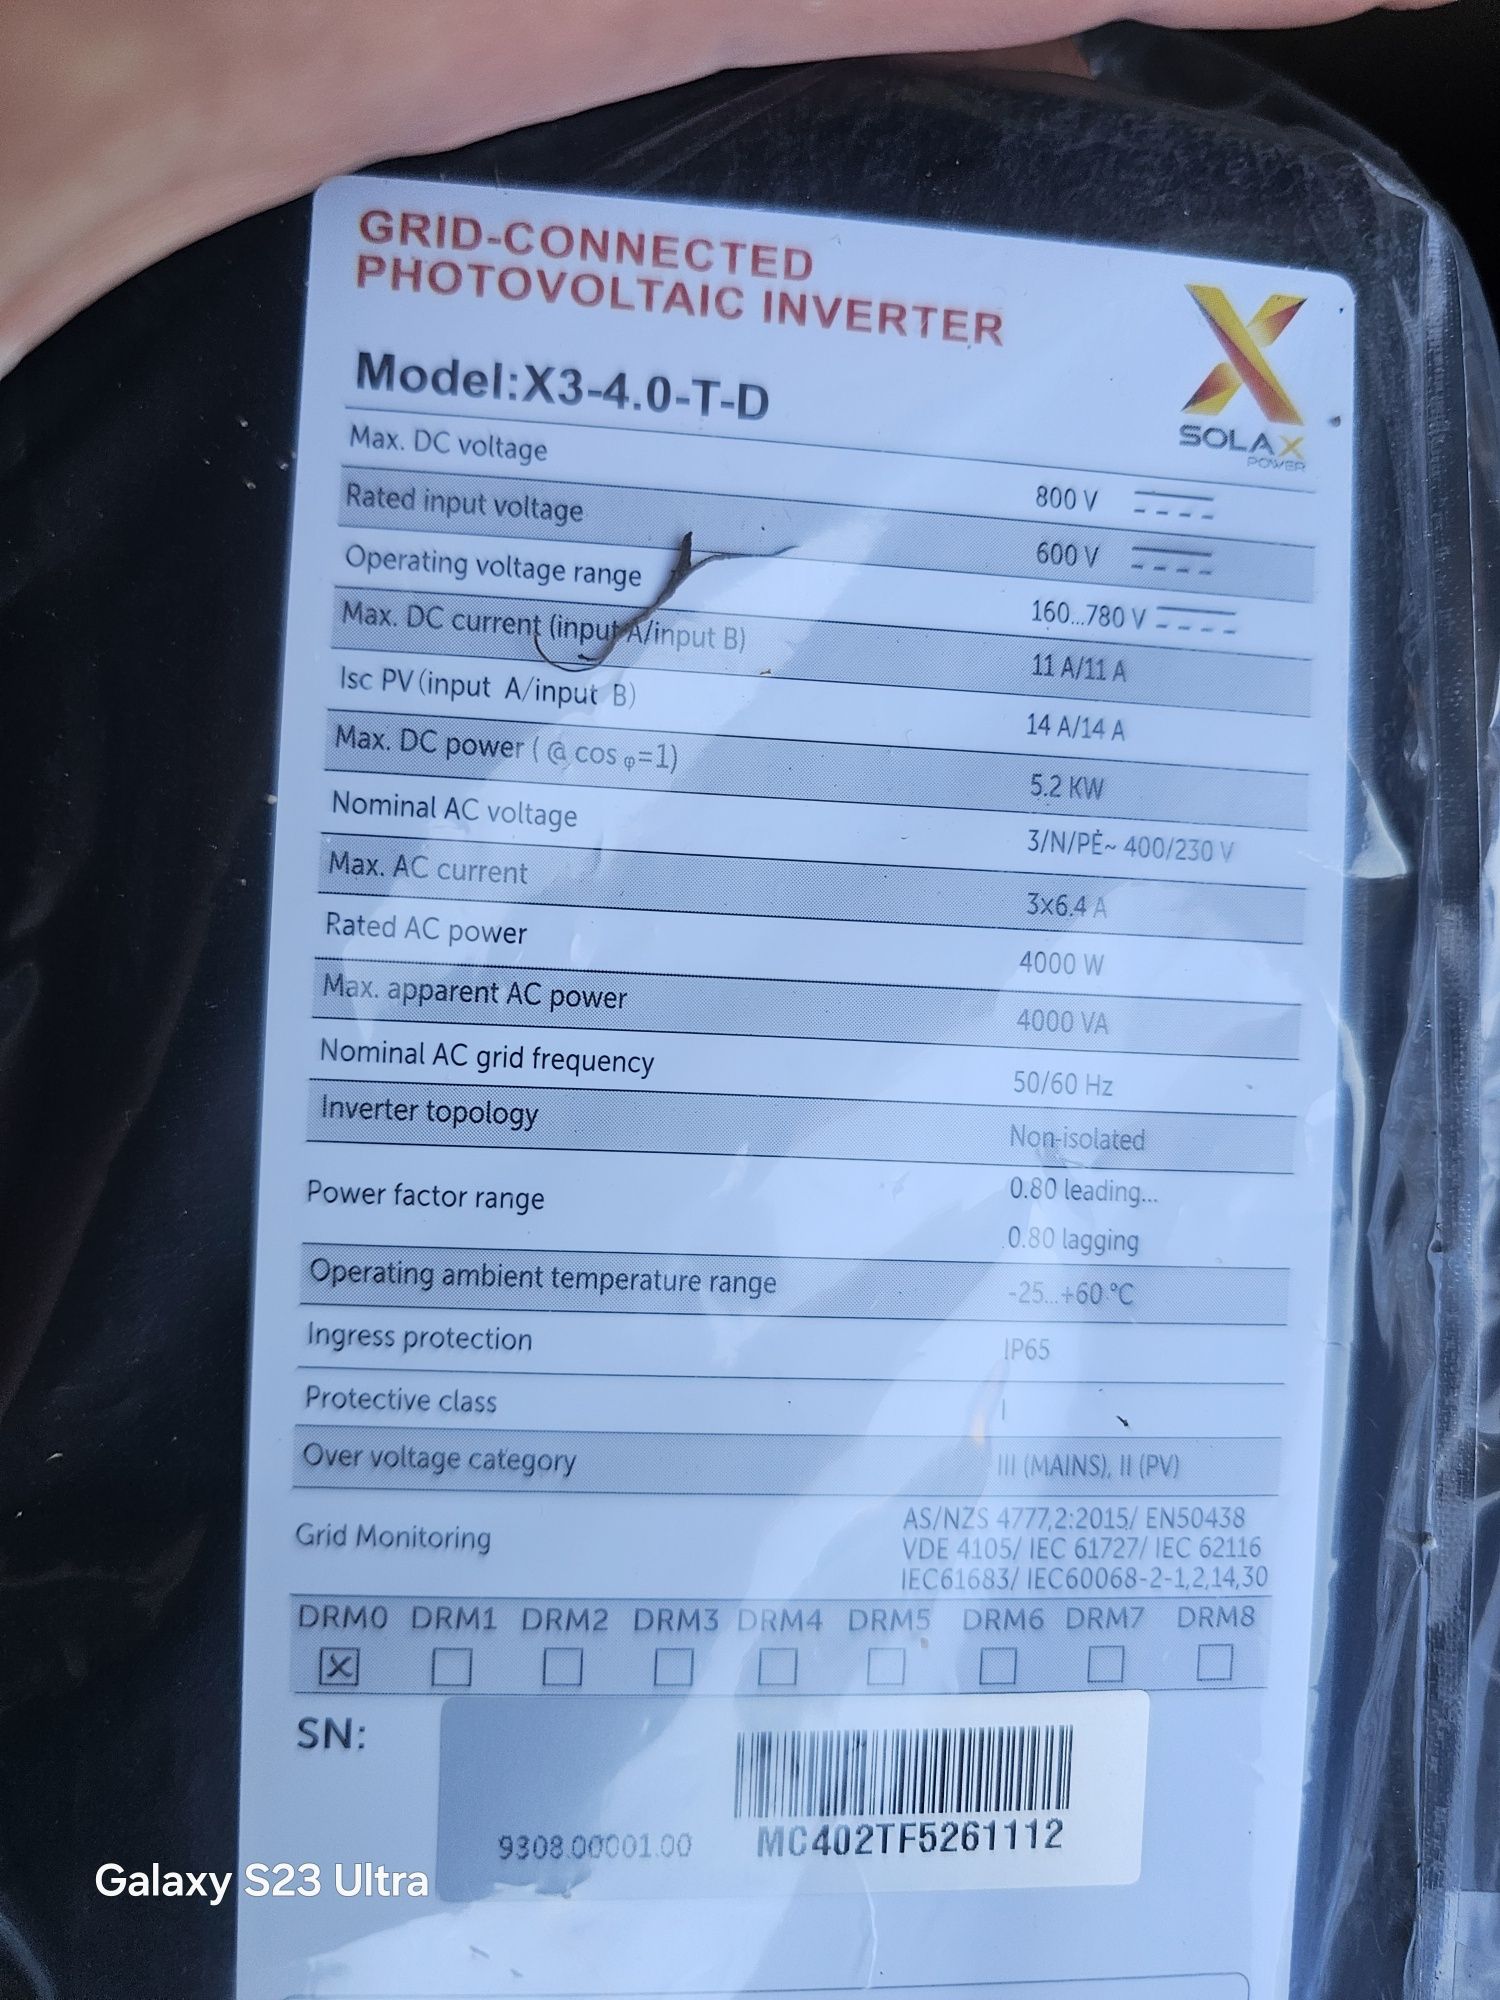 GRID-CONNECTED
PHOTOVOLTAIC INVERTER
Model:X3-4.0-T-D
SOLAX
POWER
Max. DC voltage 800 V
Rated input voltage 600 V
Operating voltage range 160...780 V
Max. DC current (input A/input B) 11 A/11 A
Isc PV (input A/input B) 14 A/14 A
Max. DC power ( @ cos φ=1) 5.2 KW
Nominal AC voltage 3/N/PE~ 400/230 V
Max. AC current 3x6.4 A
Rated AC power 4000 W
Max. apparent AC power 4000 VA
Nominal AC grid frequency 50/60 Hz
Inverter topology Non-isolated
Power factor range 0.80 leading...
0.80 lagging
Operating ambient temperature range -25...+60 °C
Ingress protection IP65
Protective class I
Over voltage category III (MAINS), II (PV)
Grid Monitoring
AS/NZS 4777,2:2015/ EN50438
VDE 4105/ IEC 61727/ IEC 62116
IEC61683/ IEC60068-2-1,2,14,30
DRM0 DRM1 DRM2 DRM3 DRM4 DRM5 DRM6 DRM7 DRM8
X
SN:
9308.00001.00 MC402TF5261112
Galaxy S23 Ultra